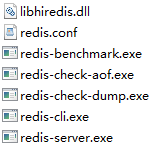 libhiredis.dll
redis.conf
redis-benchmark.exe
redis-check-aof.exe
redis-check-dump.exe
redis-cli.exe
redis-server.exe